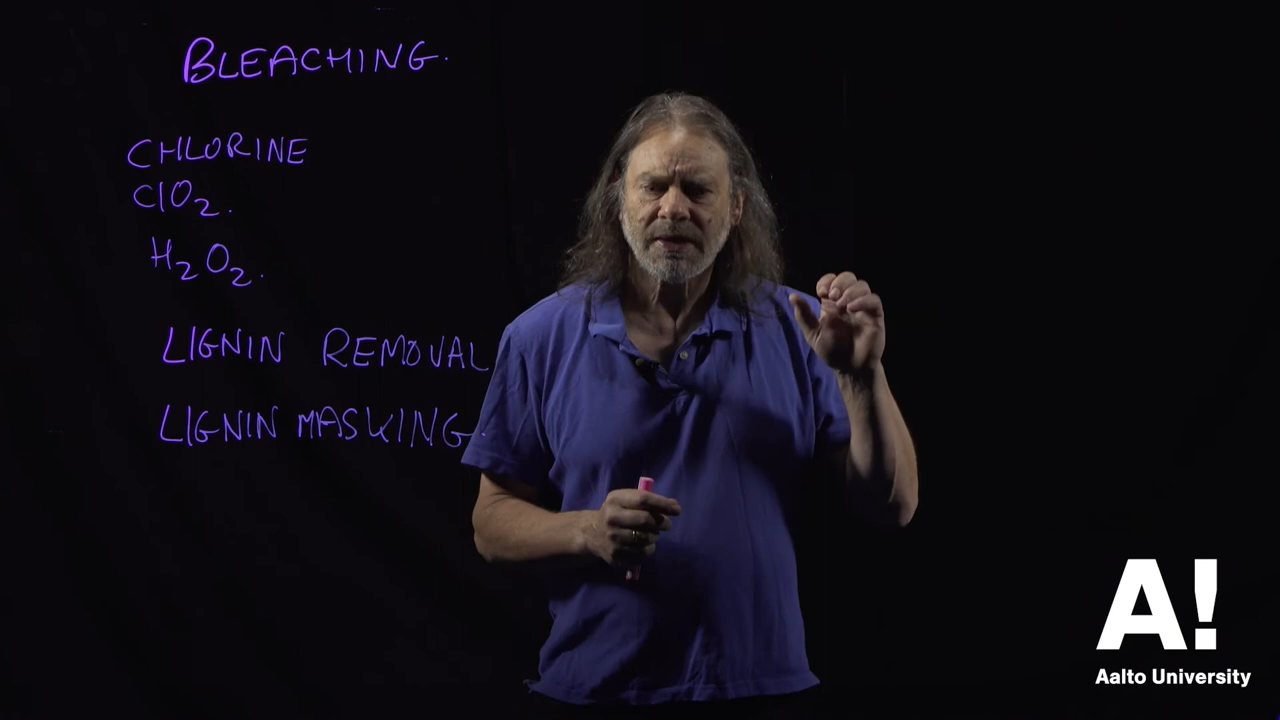 BLEACHING.
CHLORINE
ClO2.
H2O2.
LIGNIN REMOVAL
LIGNIN MASKING.
A!
Aalto University